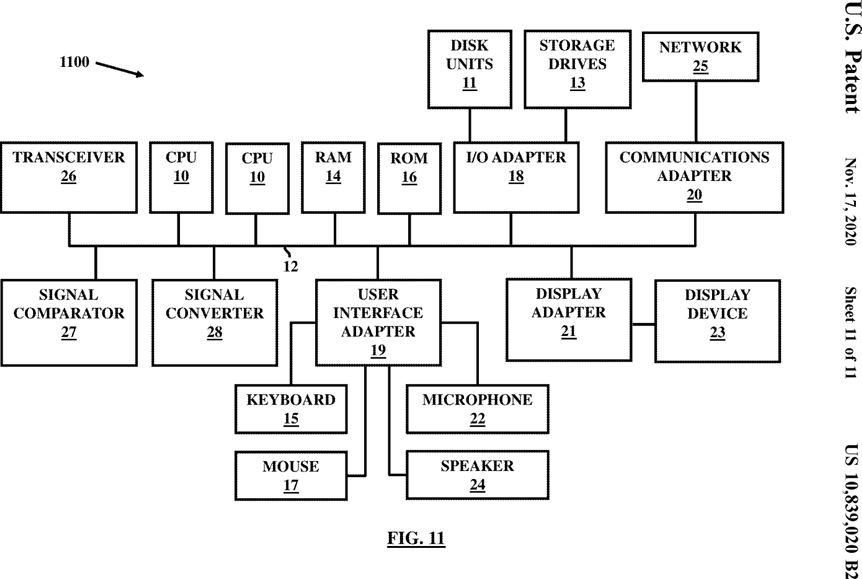 U.S. Patent
Nov. 17, 2020
Sheet 11 of 11
US 10,839,020 B2
1100
DISK
UNITS
11
STORAGE
DRIVES
13
NETWORK
25
TRANSCEIVER
26
CPU
10
CPU
10
RAM
14
ROM
16
I/O ADAPTER
18
COMMUNICATIONS
ADAPTER
20
12
SIGNAL
COMPARATOR
27
SIGNAL
CONVERTER
28
USER
INTERFACE
ADAPTER
19
DISPLAY
ADAPTER
21
DISPLAY
DEVICE
23
KEYBOARD
15
MICROPHONE
22
MOUSE
17
SPEAKER
24
FIG. 11